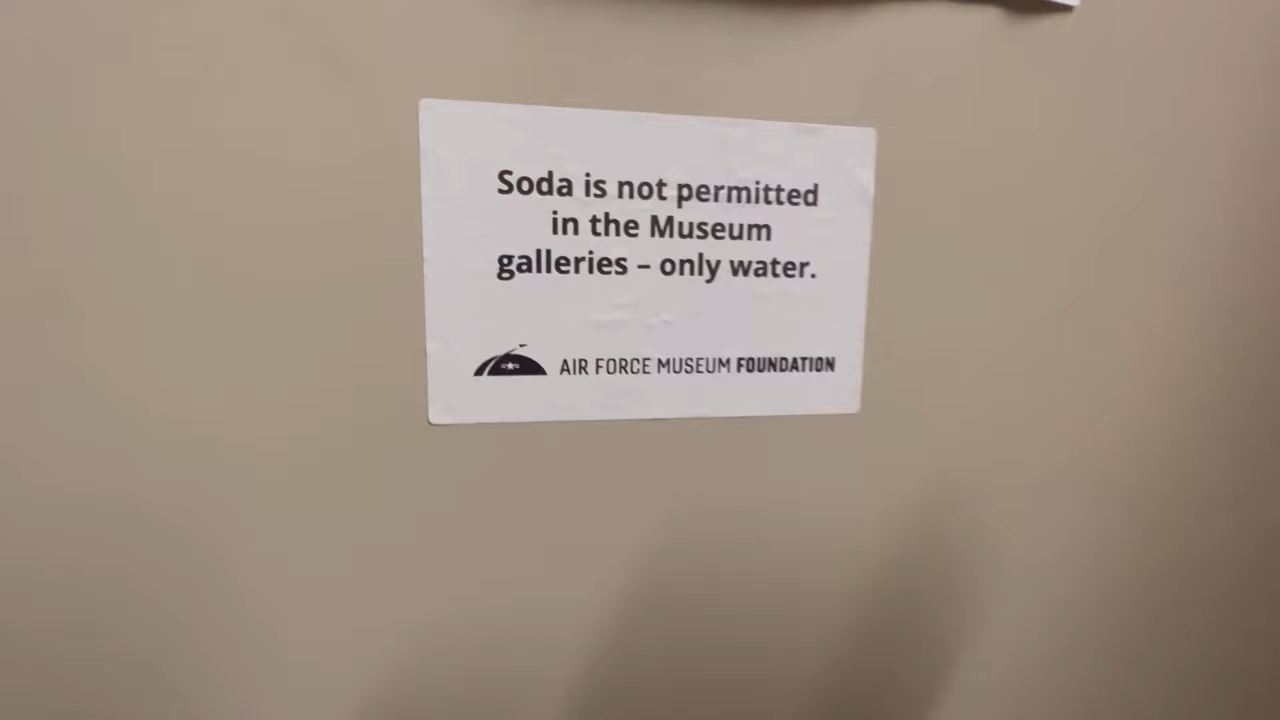 Soda is not permitted
in the Museum
galleries – only water.
AIR FORCE MUSEUM FOUNDATION